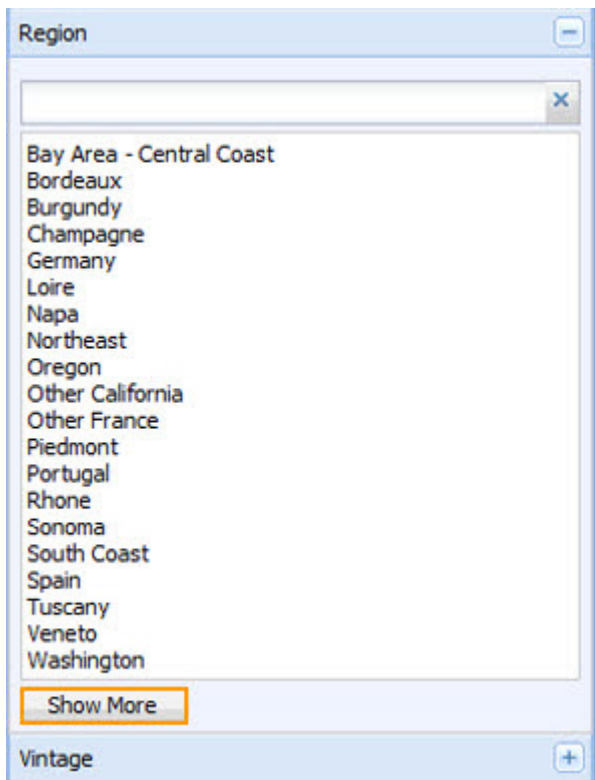 Region
Bay Area - Central Coast
Bordeaux
Burgundy
Champagne
Germany
Loire
Napa
Northeast
Oregon
Other California
Other France
Piedmont
Portugal
Rhone
Sonoma
South Coast
Spain
Tuscany
Veneto
Washington
Show More
Vintage